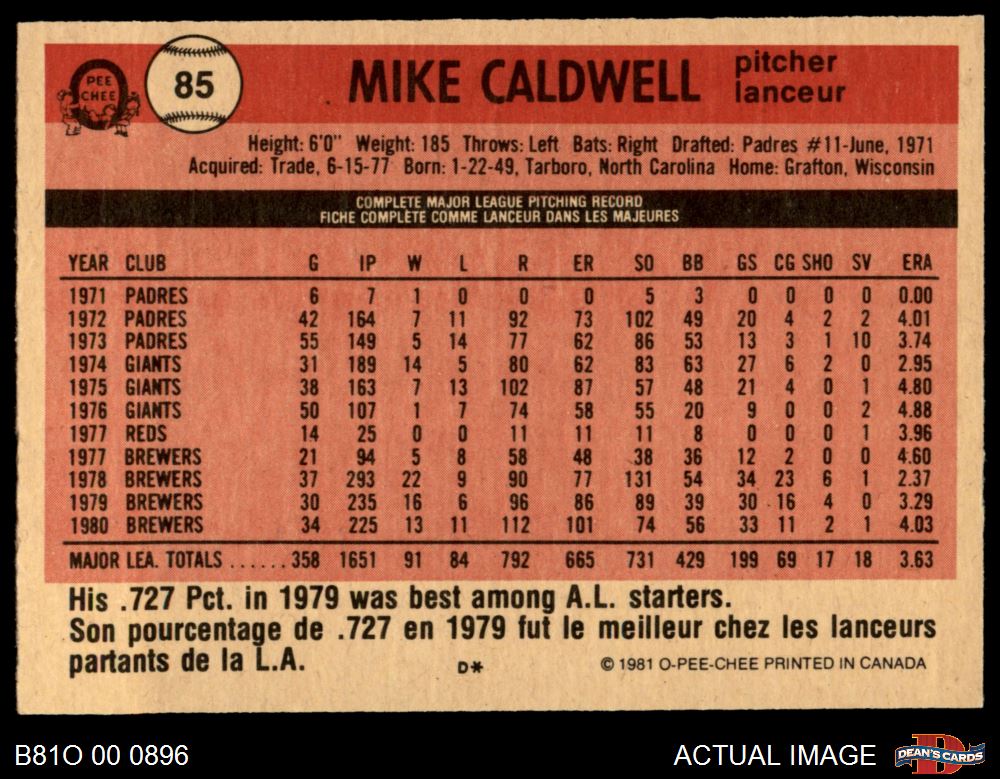 PEE
CHEE
85
MIKE CALDWELL
pitcher
lanceur
Height: 6'0" Weight: 185 Throws: Left Bats: Right Drafted: Padres #11-June, 1971
Acquired: Trade, 6-15-77 Born: 1-22-49, Tarboro, North Carolina Home: Grafton, Wisconsin
COMPLETE MAJOR LEAGUE PITCHING RECORD
FICHE COMPLÈTE COMME LANCEUR DANS LES MAJEURES
YEAR CLUB G IP W L R ER SO BB GS CG SHO SV ERA
1971 PADRES 6 7 1 0 0 0 5 3 0 0 0 0 0.00
1972 PADRES 42 164 7 11 92 73 102 49 20 4 2 2 4.01
1973 PADRES 55 149 5 14 77 62 86 53 13 3 1 10 3.74
1974 GIANTS 31 189 14 5 80 62 83 63 27 6 2 0 2.95
1975 GIANTS 38 163 7 13 102 87 57 48 21 4 0 1 4.80
1976 GIANTS 50 107 1 7 74 58 55 20 9 0 0 2 4.88
1977 REDS 14 25 0 0 11 11 11 8 0 0 0 1 3.96
1977 BREWERS 21 94 5 8 58 48 38 36 12 2 0 0 4.60
1978 BREWERS 37 293 22 9 90 77 131 54 34 23 6 1 2.37
1979 BREWERS 30 235 16 6 96 86 89 39 30 16 4 0 3.29
1980 BREWERS 34 225 13 11 112 101 74 56 33 11 2 1 4.03
MAJOR LEA. TOTALS ...... 358 1651 91 84 792 665 731 429 199 69 17 18 3.63
His .727 Pct. in 1979 was best among A.L. starters.
Son pourcentage de .727 en 1979 fut le meilleur chez les lanceurs
partants de la L.A.
D*
© 1981 O-PEE-CHEE PRINTED IN CANADA
B81O 00 0896
ACTUAL IMAGE
D
DEAN'S CARDS